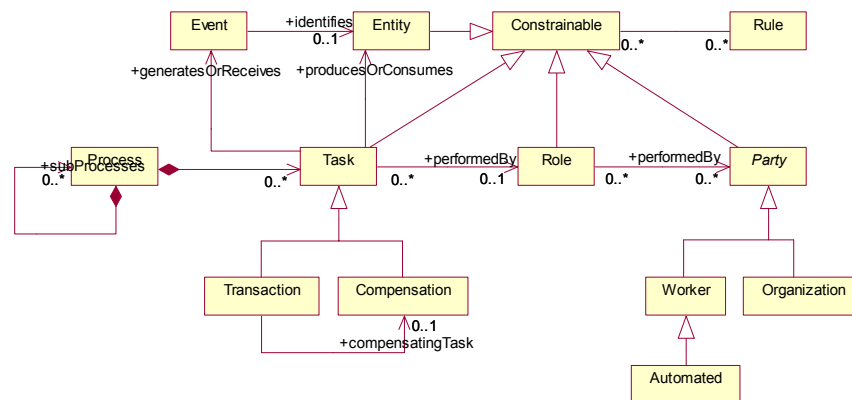 Event
+identifies
0..1
Entity
Constrainable
0..*
0..*
Rule
+generatesOrReceives
+producesOrConsumes
Process
+subProcesses
0..*
0..*
Task
0..*
+performedBy
0..1
Role
0..*
+performedBy
0..*
Party
Transaction
Compensation
0..1
+compensatingTask
Worker
Organization
Automated